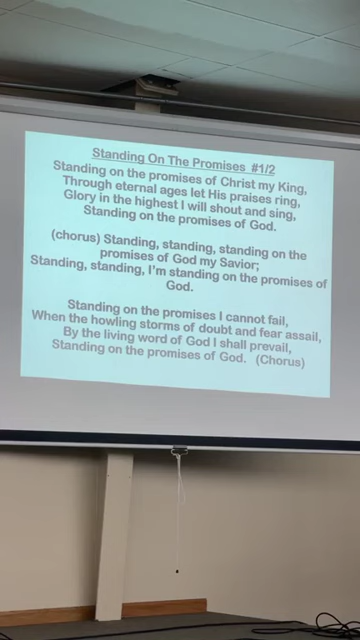 Standing On The Promises #1/2
Standing on the promises of Christ my King,
Through eternal ages let His praises ring,
Glory in the highest I will shout and sing,
Standing on the promises of God.
(chorus) Standing, standing, standing on the
promises of God my Savior;
Standing, standing, I'm standing on the promises of
God.
Standing on the promises I cannot fail,
When the howling storms of doubt and fear assail,
By the living word of God I shall prevail,
Standing on the promises of God. (Chorus)